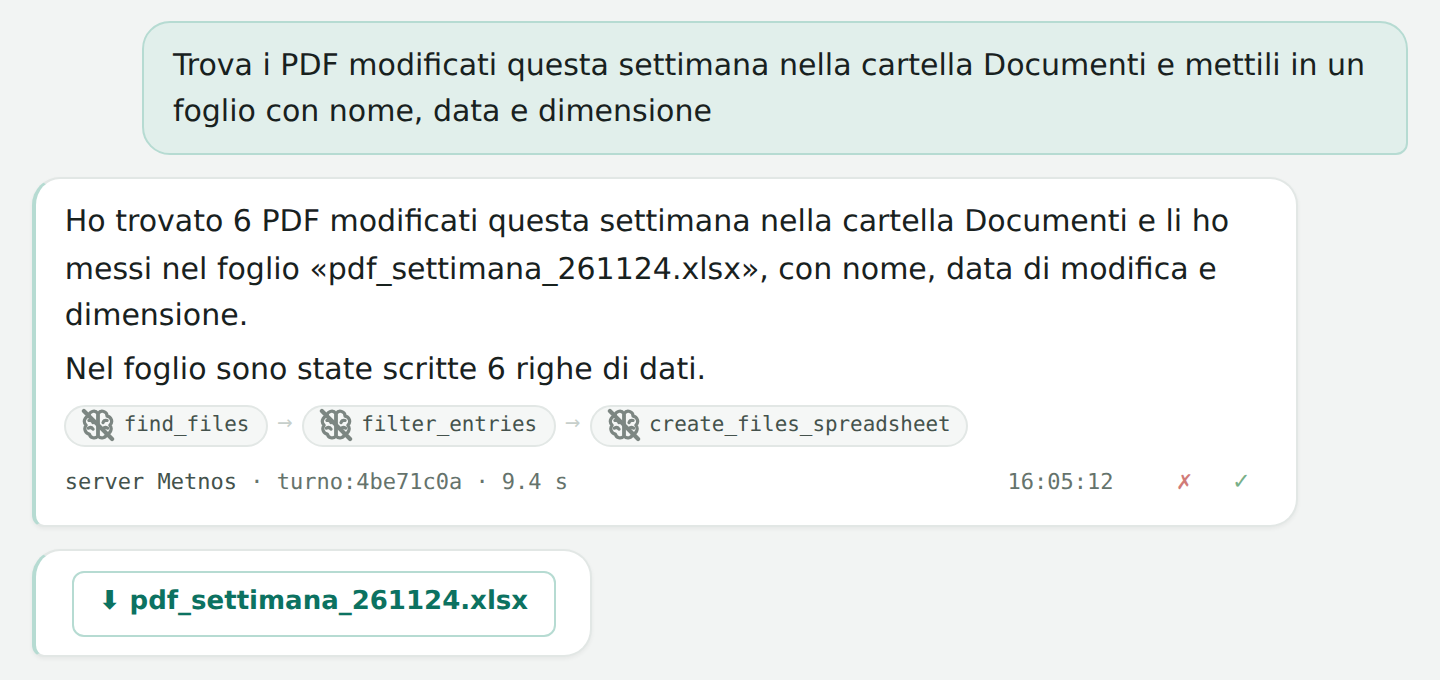 Trova i PDF modificati questa settimana nella cartella Documenti e mettili in un
foglio con nome, data e dimensione
Ho trovato 6 PDF modificati questa settimana nella cartella Documenti e li ho
messi nel foglio «pdf_settimana_261124.xlsx», con nome, data di modifica e
dimensione.
Nel foglio sono state scritte 6 righe di dati.
find_files → filter_entries → create_files_spreadsheet
server Metnos · turno:4be71c0a · 9.4 s 16:05:12 ✗ ✓
⬇ pdf_settimana_261124.xlsx